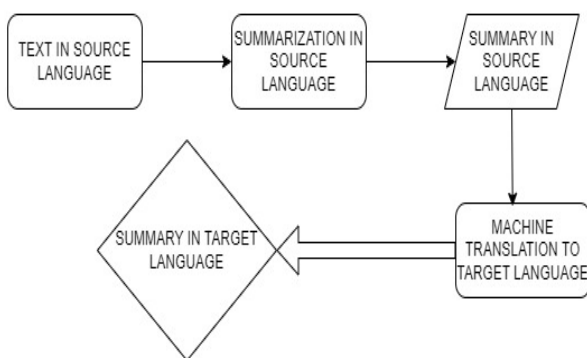 TEXT IN SOURCE
LANGUAGE
SUMMARIZATION IN
SOURCE
LANGUAGE
SUMMARY IN
SOURCE
LANGUAGE
MACHINE
TRANSLATION TO
TARGET LANGUAGE
SUMMARY IN TARGET
LANGUAGE